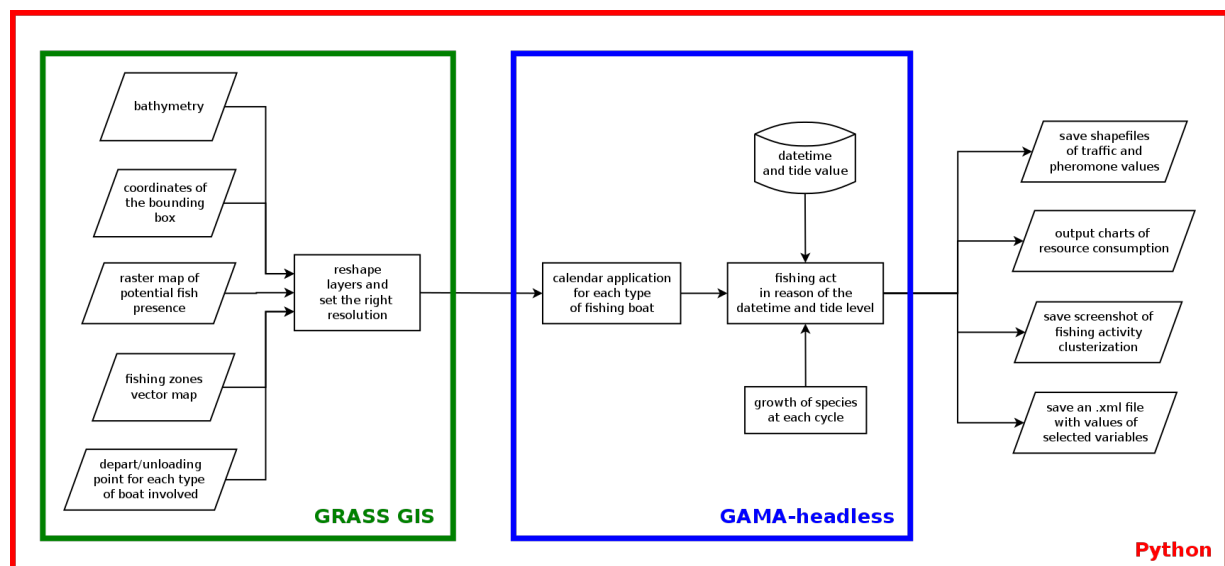 bathymetry
coordinates of
the bounding
box
raster map of
potential fish
presence
fishing zones
vector map
depart/unloading
point for each type
of boat involved
reshape
layers and
set the right
resolution
GRASS GIS
calendar application
for each type
of fishing boat
datetime
and tide value
fishing act
in reason of the
datetime and tide level
growth of species
at each cycle
GAMA-headless
save shapefiles
of traffic and
pheromone values
output charts of
resource consumption
save screenshot of
fishing activity
clusterization
save an .xml file
with values of
selected variables
Python